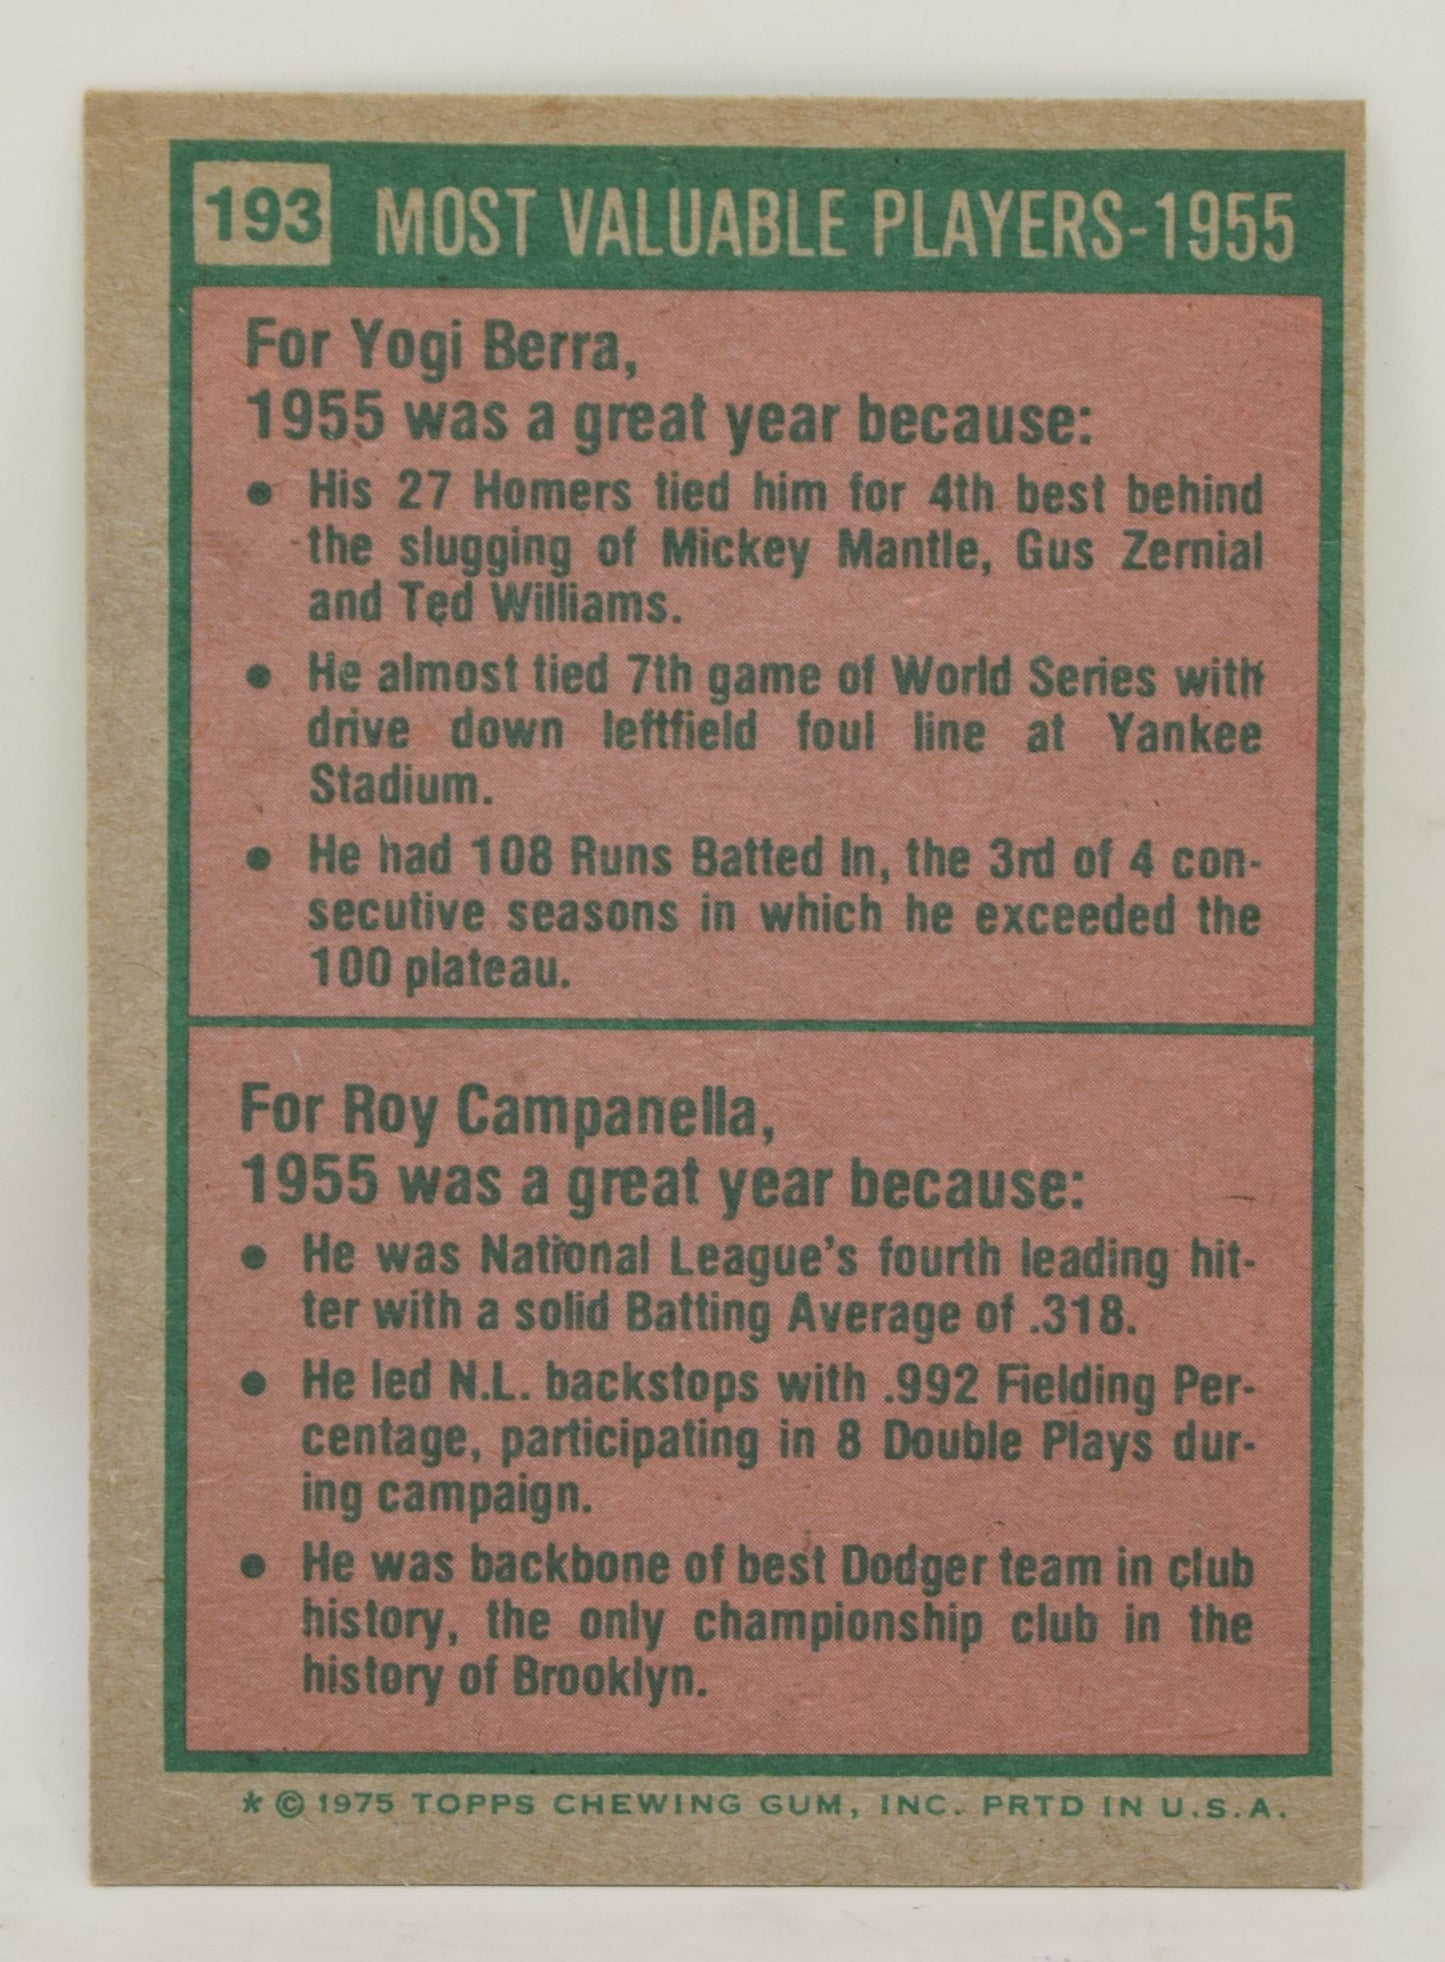 193 MOST VALUABLE PLAYERS-1955
For Yogi Berra,
1955 was a great year because:
• His 27 Homers tied him for 4th best behind
the slugging of Mickey Mantle, Gus Zernial
and Ted Williams.
• He almost tied 7th game of World Series with
drive down leftfield foul line at Yankee
Stadium.
• He had 108 Runs Batted In, the 3rd of 4 con-
secutive seasons in which he exceeded the
100 plateau.
For Roy Campanella,
1955 was a great year because:
• He was National League's fourth leading hit-
ter with a solid Batting Average of .318.
• He led N.L. backstops with .992 Fielding Per-
centage, participating in 8 Double Plays dur-
ing campaign.
• He was backbone of best Dodger team in club
history, the only championship club in the
history of Brooklyn.
* © 1975 TOPPS CHEWING GUM, INC. PRTD IN U.S.A.